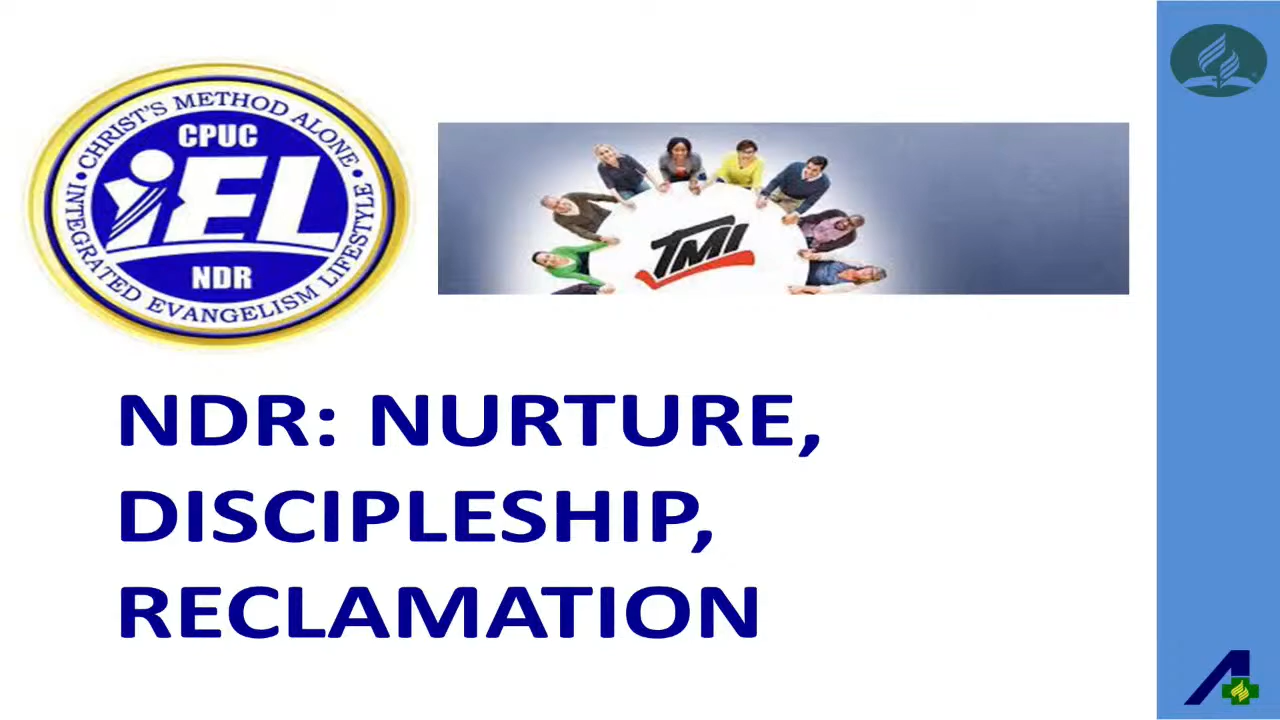 • CHRIST'S METHOD ALONE •
CPUC
iEL
NDR
INTEGRATED EVANGELISM LIFESTYLE
TMI
NDR: NURTURE,
DISCIPLESHIP,
RECLAMATION